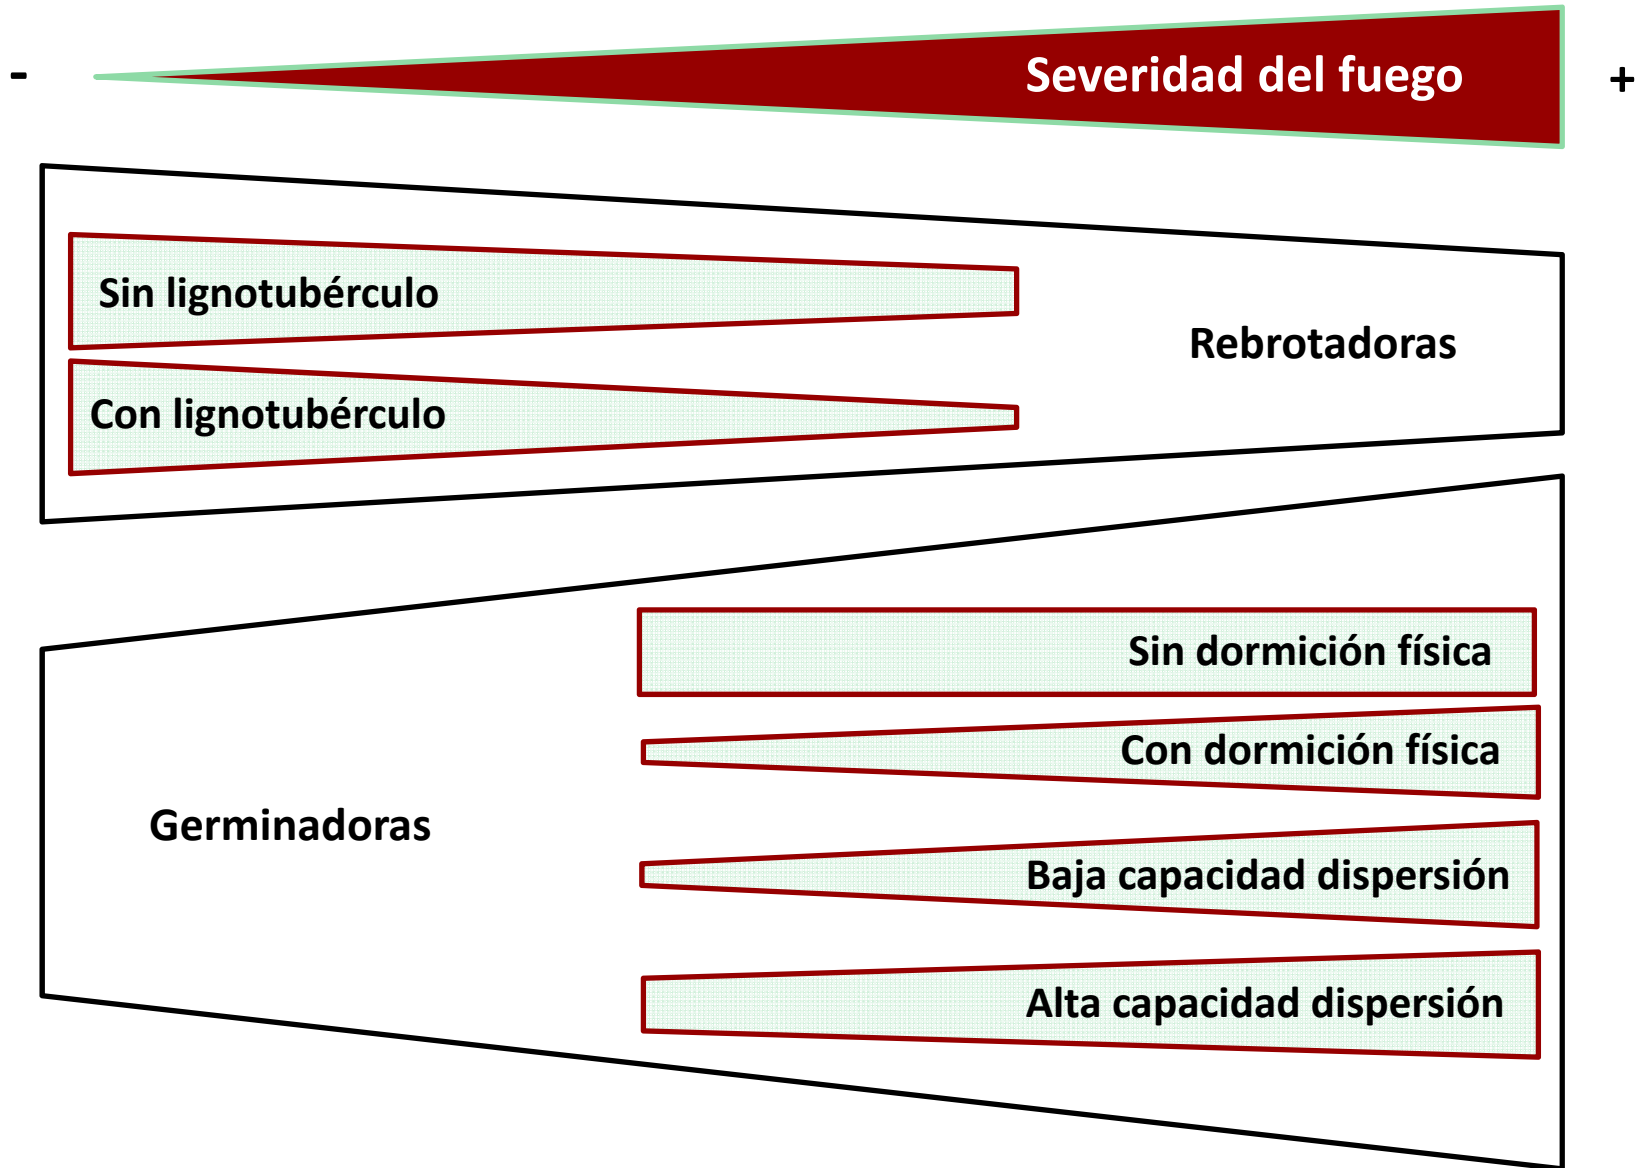 -
Severidad del fuego
+
Sin lignotubérculo
Rebrotadoras
Con lignotubérculo
Sin dormición física
Con dormición física
Germinadoras
Baja capacidad dispersión
Alta capacidad dispersión